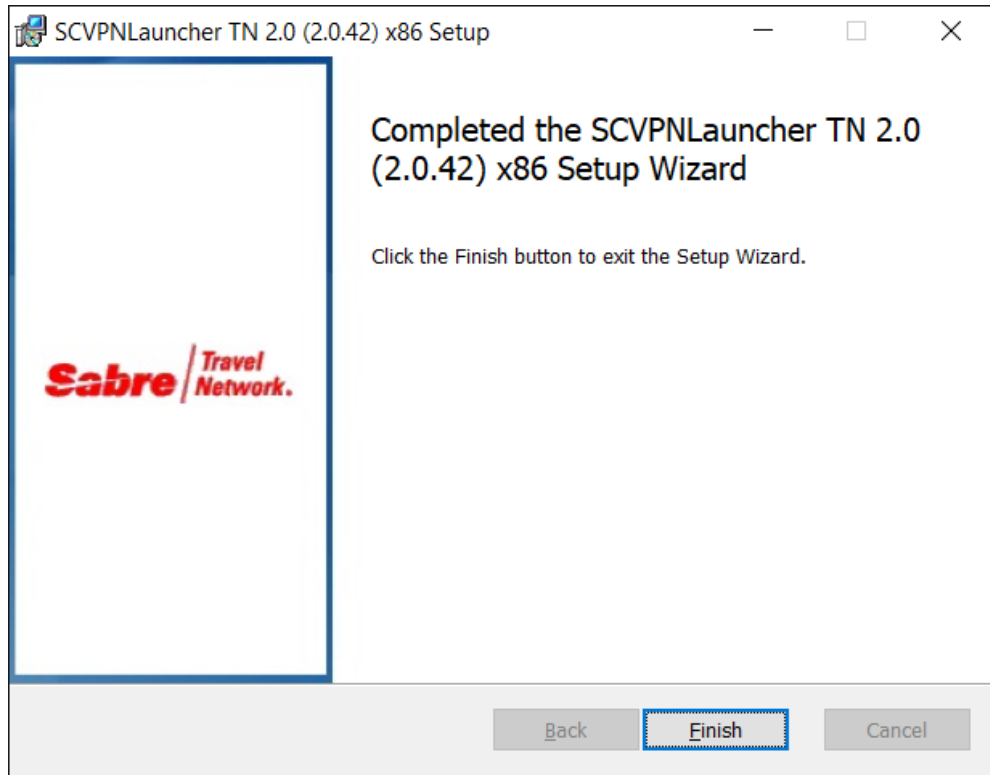 SCVPNLauncher TN 2.0 (2.0.42) x86 Setup
Completed the SCVPNLauncher TN 2.0
(2.0.42) x86 Setup Wizard
Click the Finish button to exit the Setup Wizard.
Sabre Travel
Network.
Back Finish Cancel